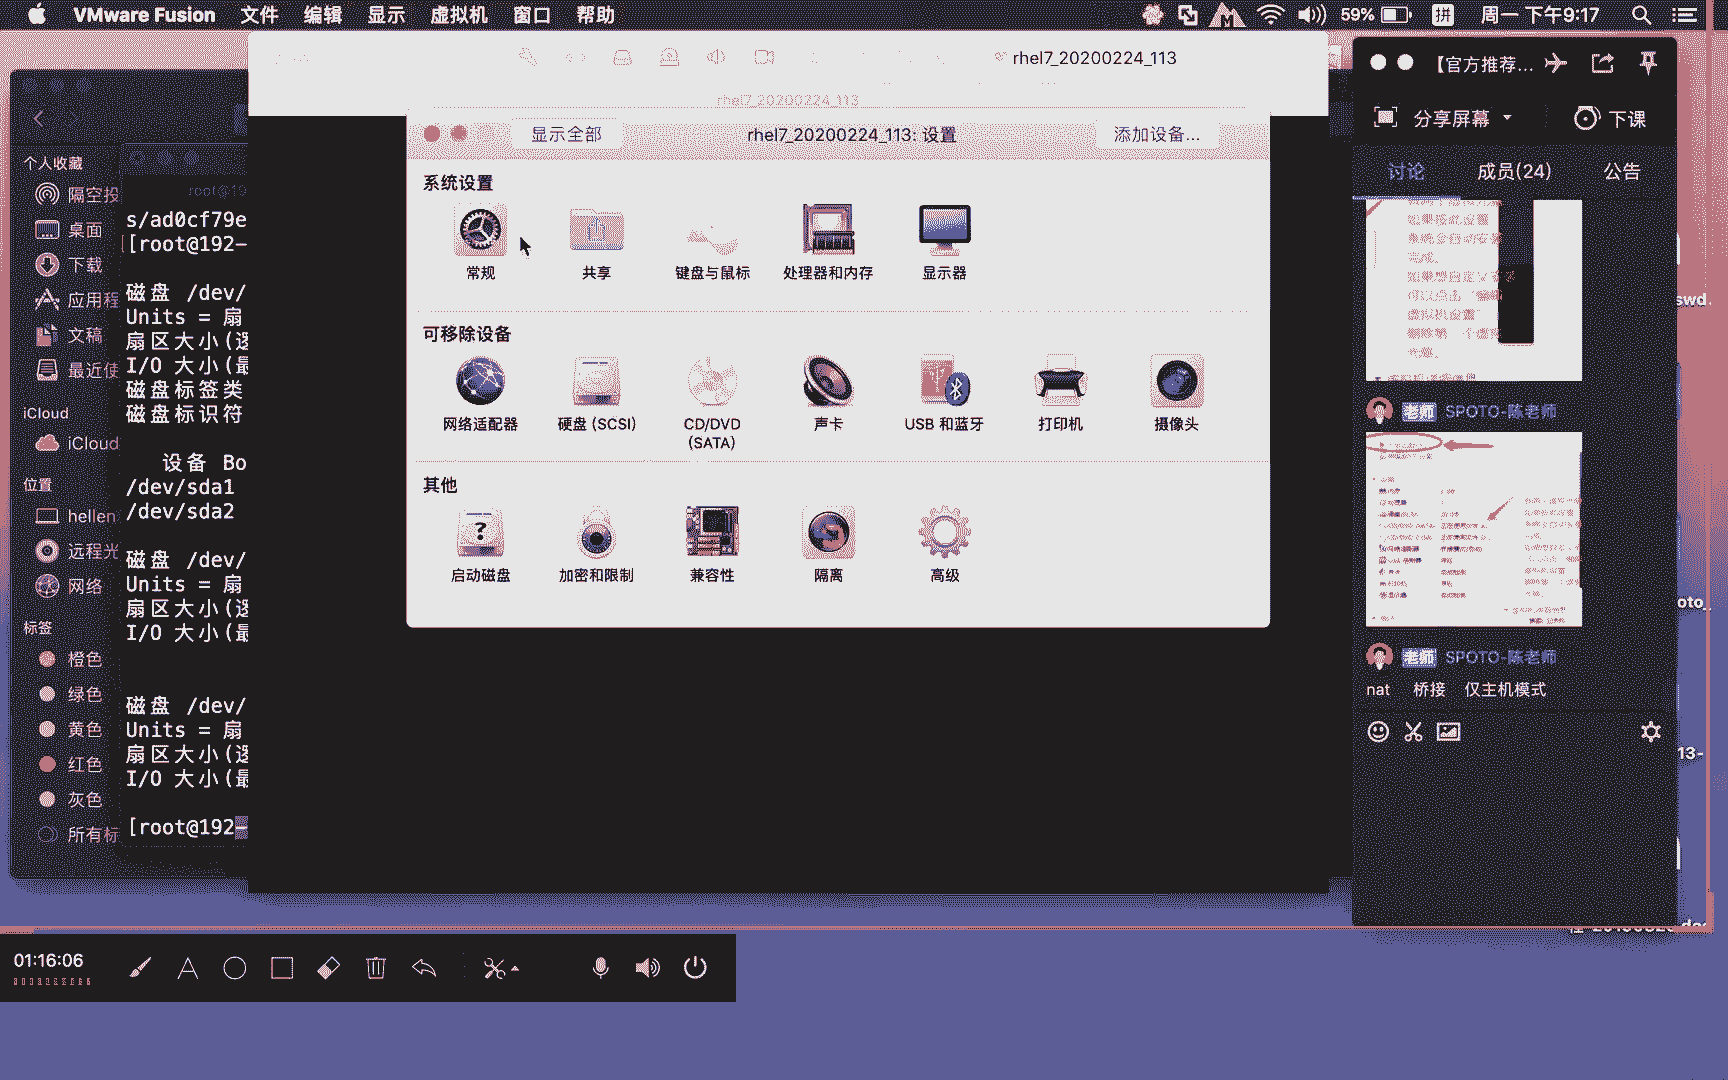 VMware Fusion 文件 编辑 显示 虚拟机 窗口 帮助
59% 拼 周一 下午9:17
rhel7_20200224_113
rhel7_20200224_113
显示全部
rhel7_20200224_113: 设置
添加设备...
系统设置
常规 共享 键盘与鼠标 处理器和内存 显示器
可移除设备
网络适配器 硬盘 (SCSI) CD/DVD (SATA) 声卡 USB 和蓝牙 打印机 摄像头
其他
启动磁盘 加密和限制 兼容性 隔离 高级
个人收藏
隔空投
桌面
下载
应用程
文稿
最近使
iCloud
iCloud
位置
hellen
远程光
网络
标签
橙色
绿色
黄色
红色
灰色
所有标
root@19
s/ad0cf79e
[root@192-
磁盘 /dev/
Units = 扇
扇区大小(逻
I/O 大小(最
磁盘标签类
磁盘标识符
设备 Bo
/dev/sda1
/dev/sda2
磁盘 /dev/
Units = 扇
扇区大小(逻
I/O 大小(最
磁盘 /dev/
Units = 扇
扇区大小(逻
I/O 大小(最
[root@192-
【官方推荐...
分享屏幕
下课
讨论 成员(24) 公告
老师 SPOTO-陈老师
老师 SPOTO-陈老师
nat 桥接 仅主机模式
swd.
oto_
13-
01:16:06